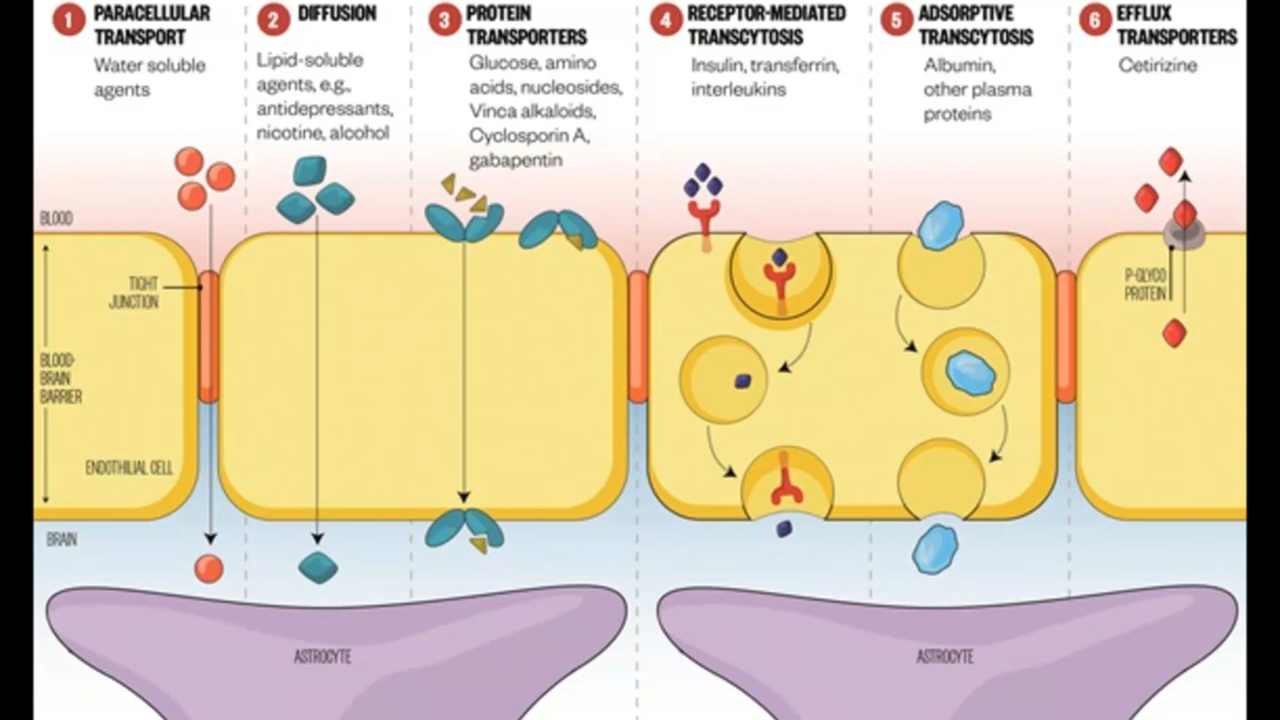 1 PARACELLULAR
TRANSPORT
Water soluble
agents
2 DIFFUSION
Lipid-soluble
agents, e.g.,
antidepressants,
nicotine, alcohol
3 PROTEIN
TRANSPORTERS
Glucose, amino
acids, nucleosides,
Vinca alkaloids,
Cyclosporin A,
gabapentin
4 RECEPTOR-MEDIATED
TRANSCYTOSIS
Insulin, transferrin,
interleukins
5 ADSORPTIVE
TRANSCYTOSIS
Albumin,
other plasma
proteins
6 EFFLUX
TRANSPORTERS
Cetirizine
BLOOD
TIGHT
JUNCTION
P-GLYCO
PROTEIN
BLOOD-
BRAIN
BARRIER
ENDOTHILIAL CELL
BRAIN
ASTROCYTE
ASTROCYTE